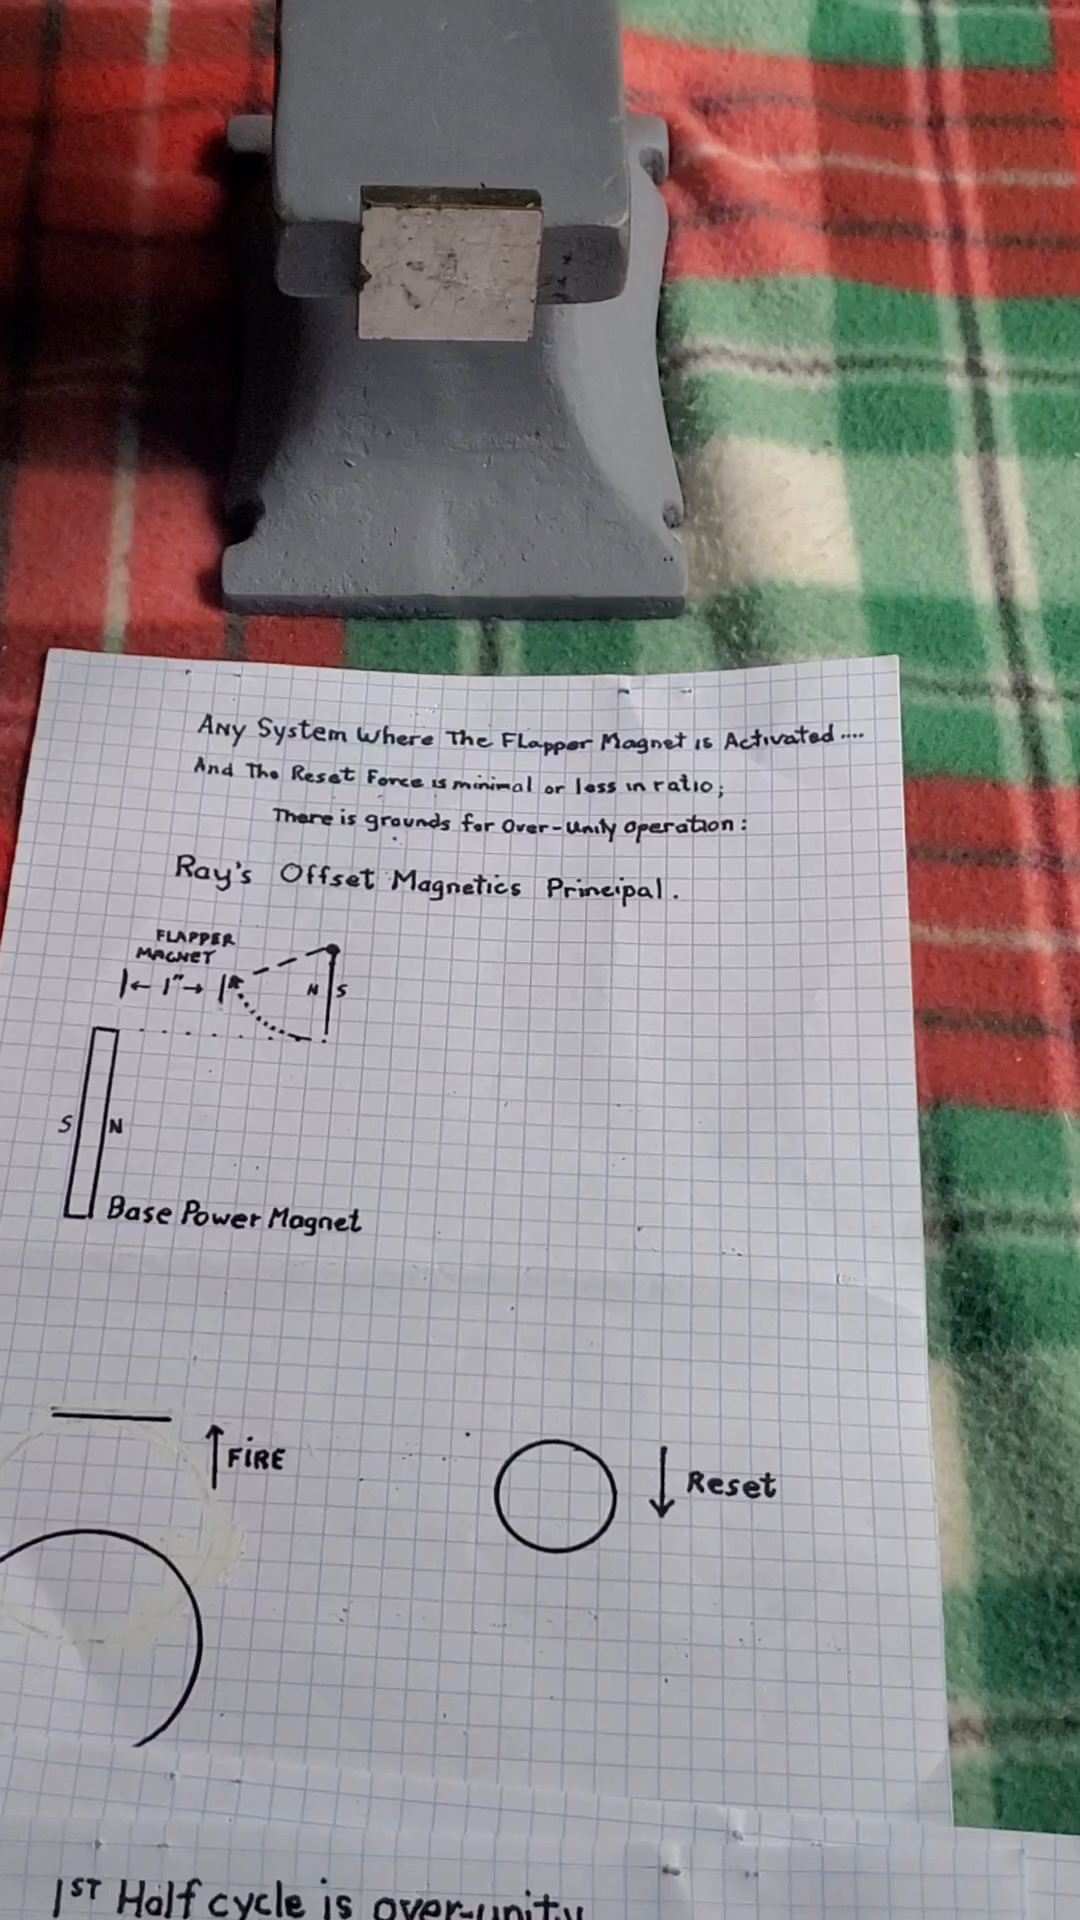 Any System Where The Flapper Magnet is Activated....
And The Reset Force is minimal or less in ratio;
There is grounds for Over-Unity Operation:
Ray's Offset Magnetics Principal.
FLAPPER
MAGNET
1"
N S
S N
Base Power Magnet
FIRE
Reset
1ST Half cycle is over-unity